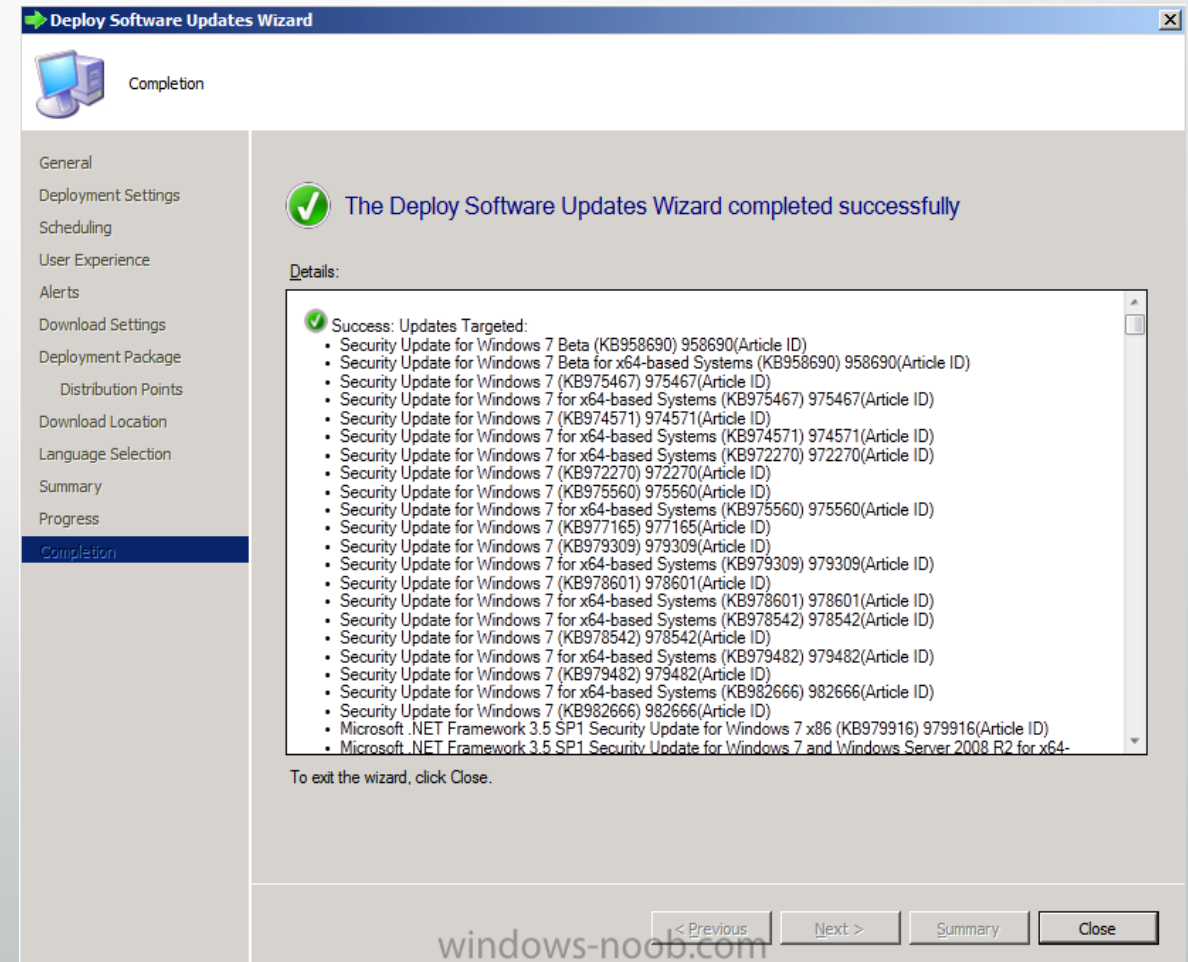 Deploy Software Updates Wizard
Completion
General
Deployment Settings
Scheduling
User Experience
Alerts
Download Settings
Deployment Package
Distribution Points
Download Location
Language Selection
Summary
Progress
Completion
The Deploy Software Updates Wizard completed successfully
Details:
Success: Updates Targeted:
• Security Update for Windows 7 Beta (KB958690) 958690(Article ID)
• Security Update for Windows 7 Beta for x64-based Systems (KB958690) 958690(Article ID)
• Security Update for Windows 7 (KB975467) 975467(Article ID)
• Security Update for Windows 7 for x64-based Systems (KB975467) 975467(Article ID)
• Security Update for Windows 7 (KB974571) 974571(Article ID)
• Security Update for Windows 7 for x64-based Systems (KB974571) 974571(Article ID)
• Security Update for Windows 7 for x64-based Systems (KB972270) 972270(Article ID)
• Security Update for Windows 7 (KB972270) 972270(Article ID)
• Security Update for Windows 7 (KB975560) 975560(Article ID)
• Security Update for Windows 7 for x64-based Systems (KB975560) 975560(Article ID)
• Security Update for Windows 7 (KB977165) 977165(Article ID)
• Security Update for Windows 7 (KB979309) 979309(Article ID)
• Security Update for Windows 7 for x64-based Systems (KB979309) 979309(Article ID)
• Security Update for Windows 7 (KB978601) 978601(Article ID)
• Security Update for Windows 7 for x64-based Systems (KB978601) 978601(Article ID)
• Security Update for Windows 7 for x64-based Systems (KB978542) 978542(Article ID)
• Security Update for Windows 7 (KB978542) 978542(Article ID)
• Security Update for Windows 7 for x64-based Systems (KB979482) 979482(Article ID)
• Security Update for Windows 7 (KB979482) 979482(Article ID)
• Security Update for Windows 7 for x64-based Systems (KB982666) 982666(Article ID)
• Security Update for Windows 7 (KB982666) 982666(Article ID)
• Microsoft .NET Framework 3.5 SP1 Security Update for Windows 7 x86 (KB979916) 979916(Article ID)
• Microsoft .NET Framework 3.5 SP1 Security Update for Windows 7 and Windows Server 2008 R2 for x64-
To exit the wizard, click Close.
< Previous
Next >
Summary
Close
windows-noob.com